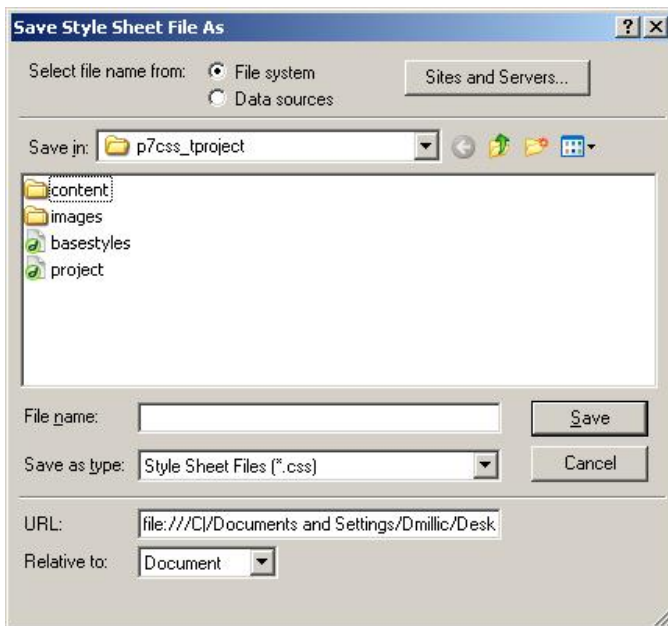 Save Style Sheet File As
Select file name from: File system Sites and Servers...
Data sources
Save in: p7css_tproject
content
images
basestyles
project
File name: Save
Save as type: Style Sheet Files (*.css) Cancel
URL: file:///C|/Documents and Settings/Dmillic/Desk
Relative to: Document